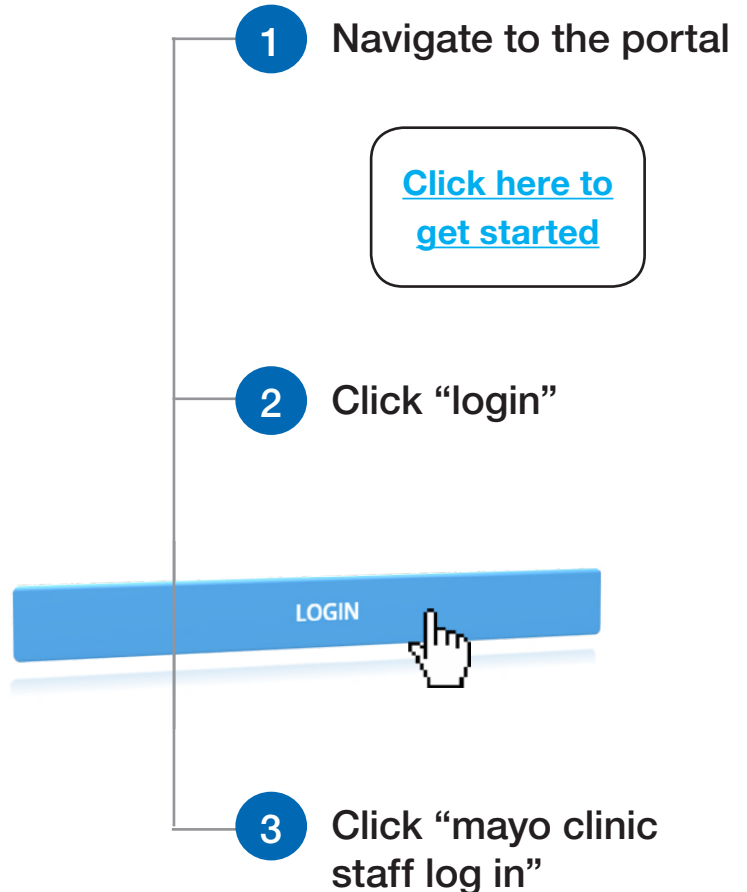 1 Navigate to the portal
Click here to
get started
2 Click “login”
LOGIN
3 Click “mayo clinic
staff log in”